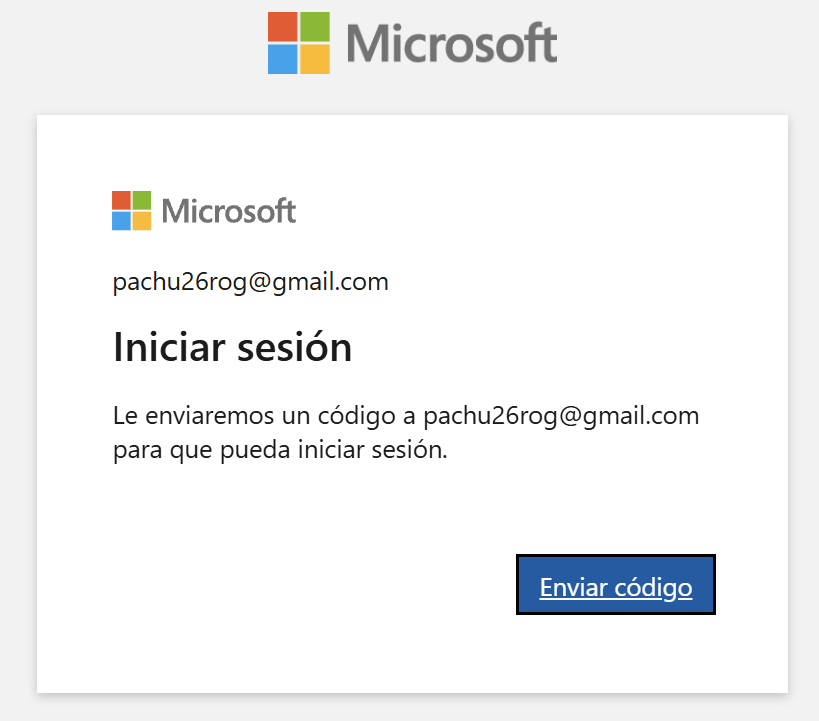 Microsoft
Microsoft
pachu26rog@gmail.com
Iniciar sesión
Le enviaremos un código a pachu26rog@gmail.com
para que pueda iniciar sesión.
Enviar código